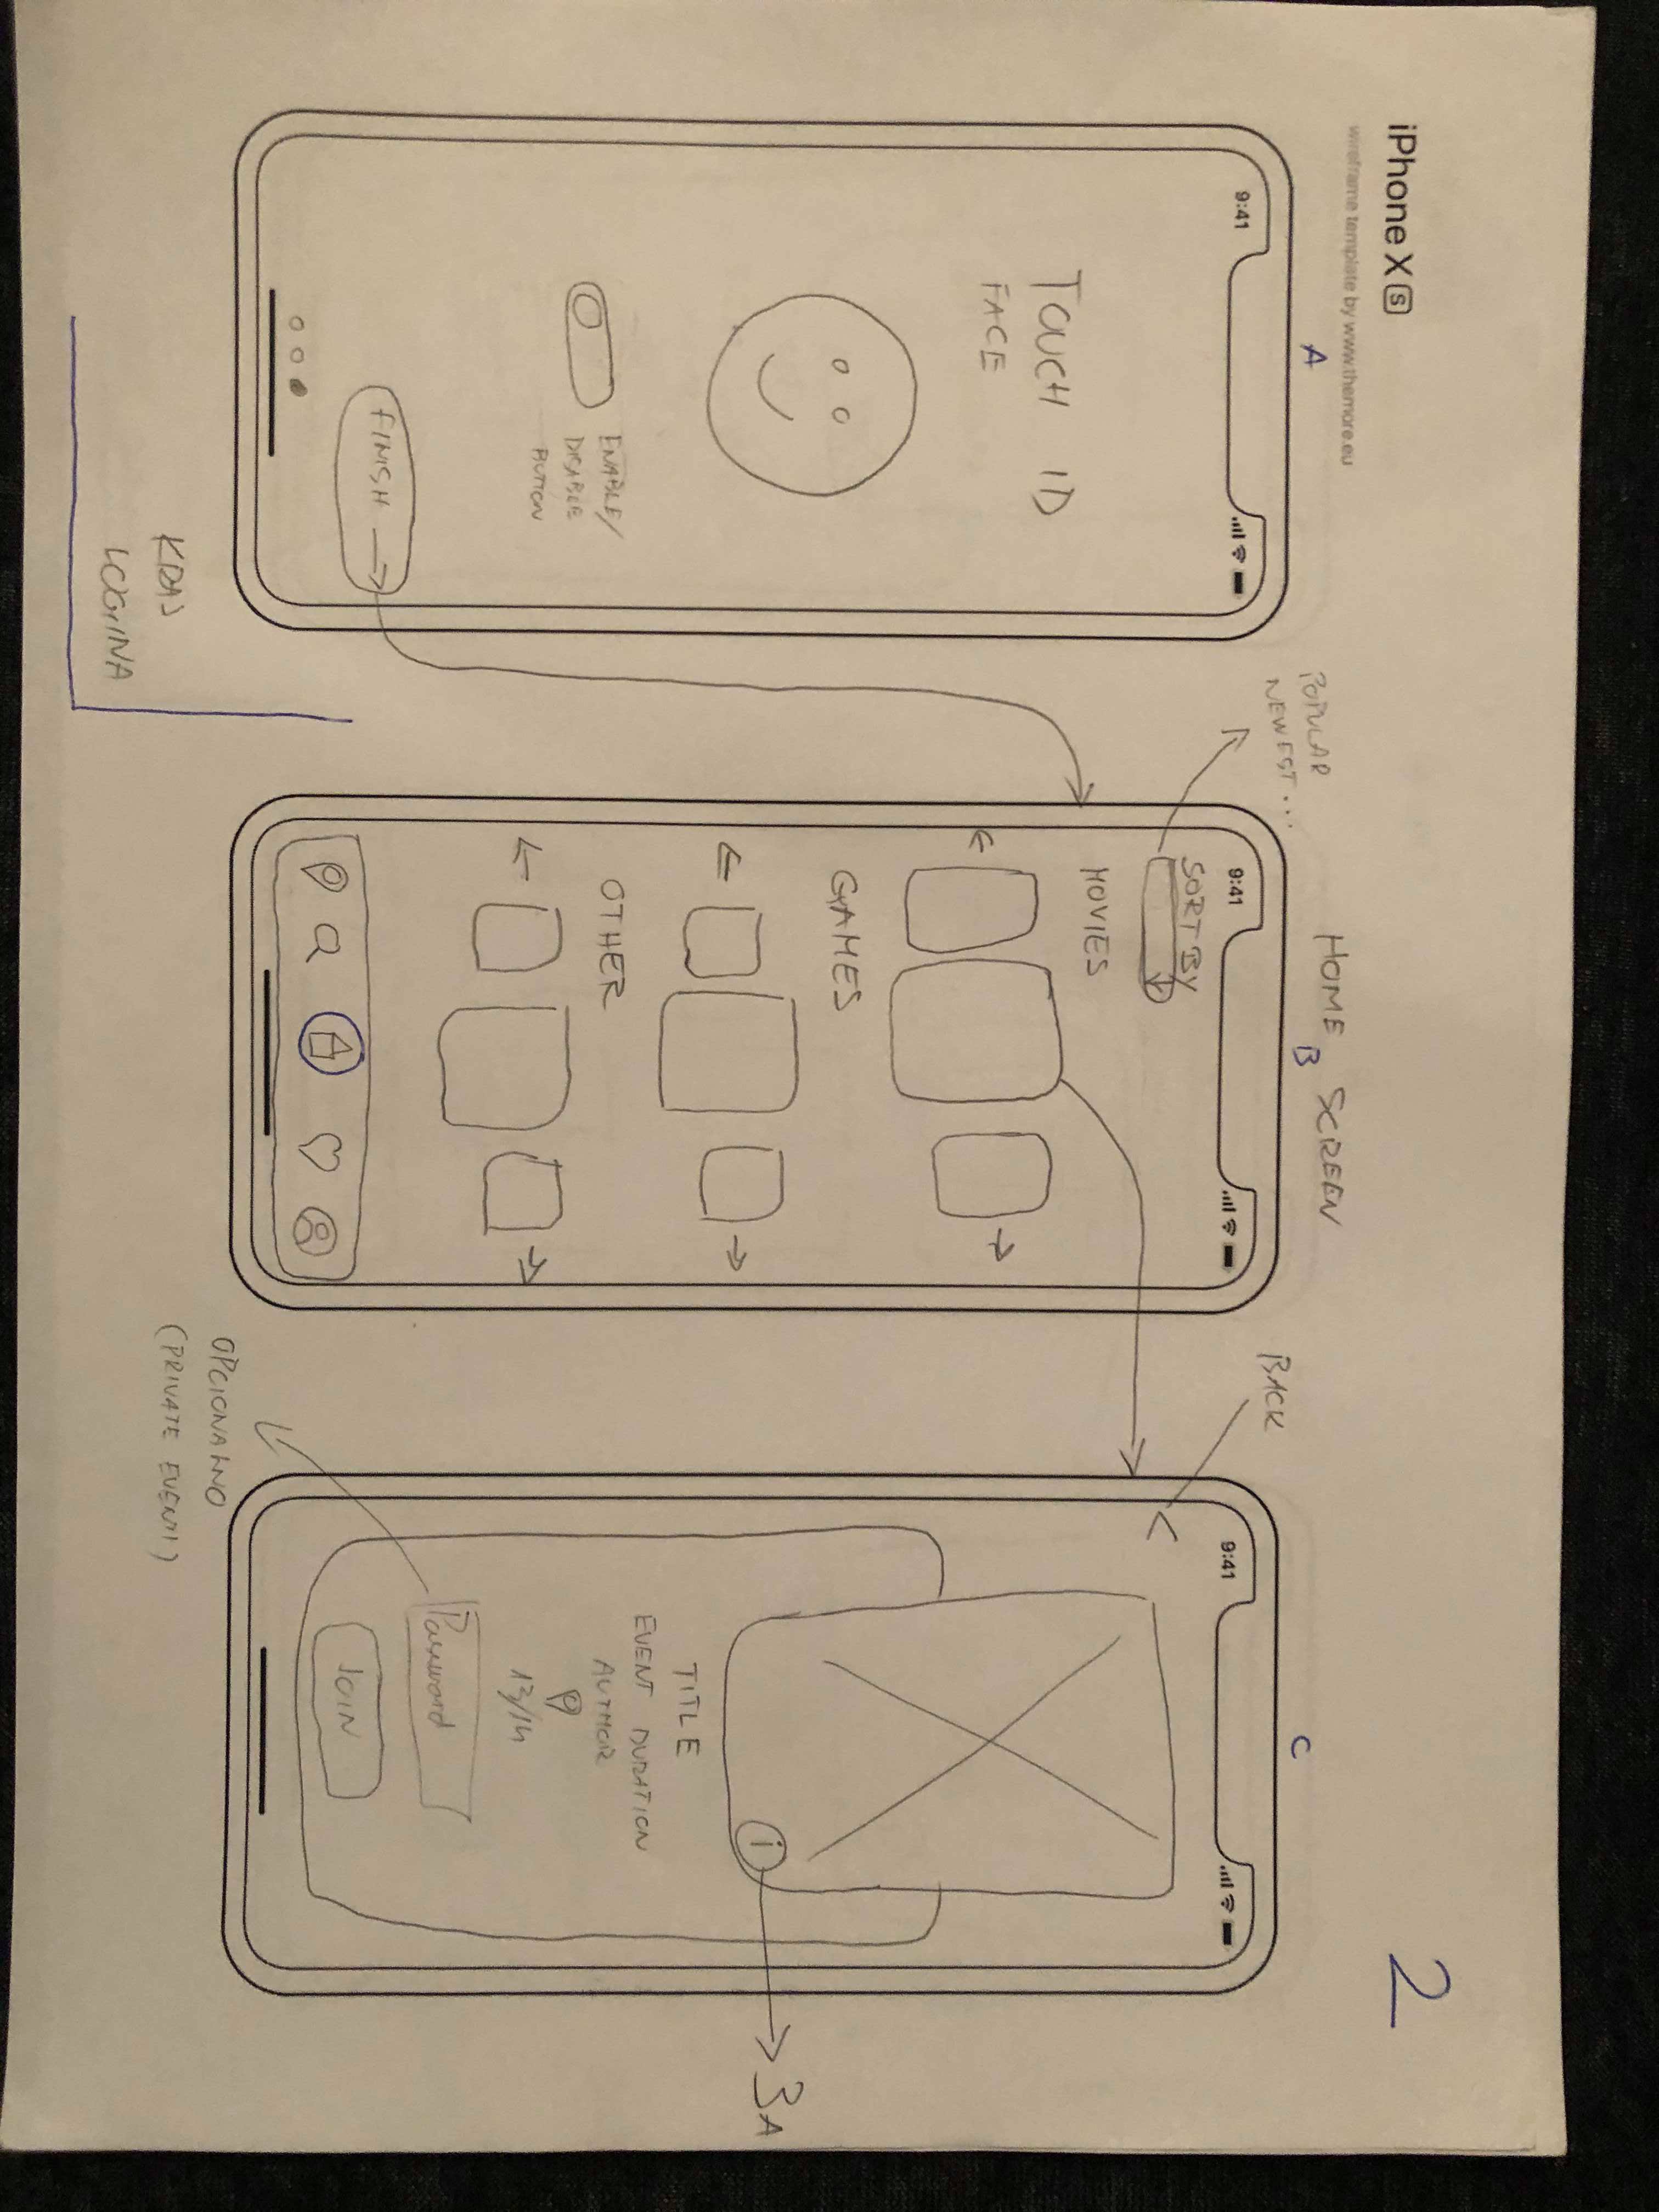 iPhone X S
wireframe template by www.themore.eu
2
A
9:41
TOUCH ID
FACE
ENABLE/
DISABLE
BUTTON
FINISH
KRAJ
LOGINA
POPULAR
NEWEST...
HOME SCREEN
B
9:41
SORT BY
MOVIES
GAMES
OTHER
BACK
C
9:41
i
TITLE
EVENT DURATION
AUTHOR
13/14
Password
JOIN
OPCIONALNO
(PRIVATE EVENT)
3A